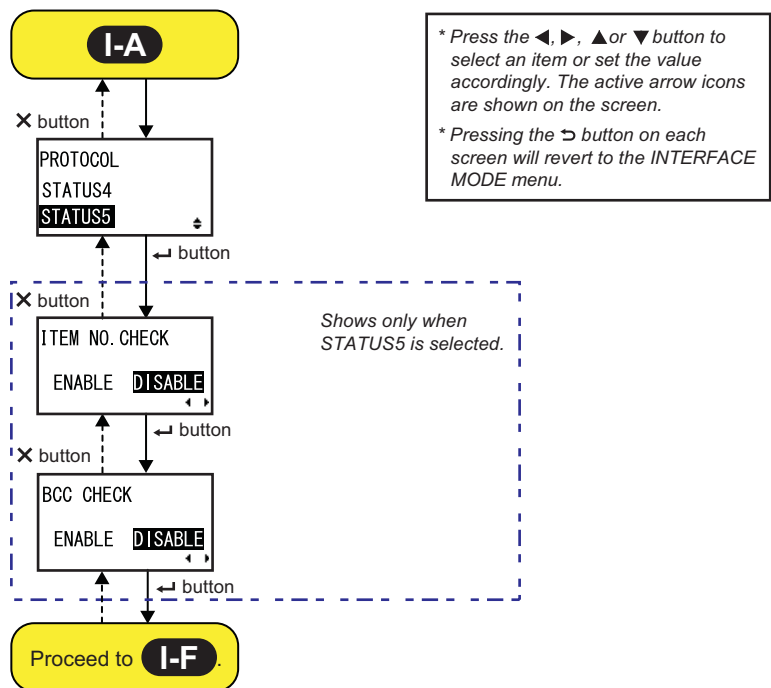 I-A
* Press the ◀, ▶, ▲or ▼ button to
select an item or set the value
accordingly. The active arrow icons
are shown on the screen.
* Pressing the ⮌ button on each
screen will revert to the INTERFACE
MODE menu.
✕ button
PROTOCOL
STATUS4
STATUS5
↵ button
✕ button
Shows only when
STATUS5 is selected.
ITEM NO.CHECK
ENABLE DISABLE
↵ button
✕ button
BCC CHECK
ENABLE DISABLE
↵ button
Proceed to I-F.